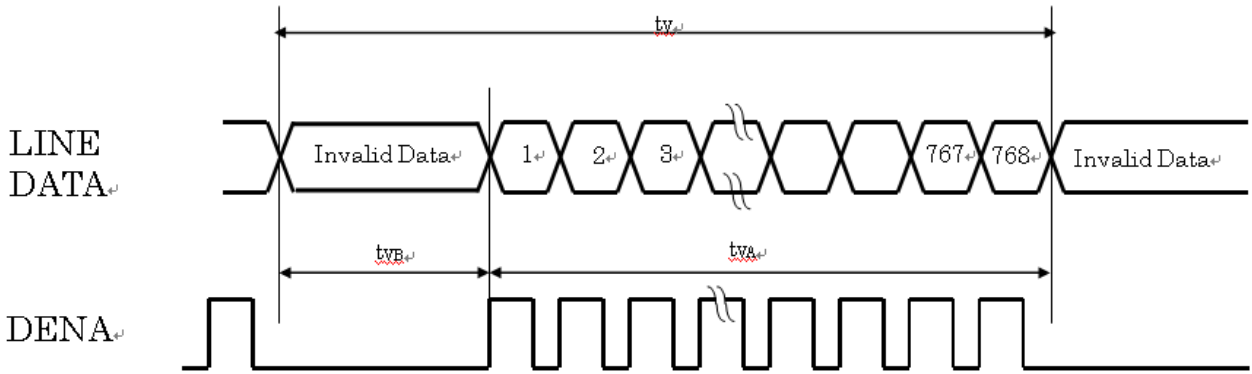 tv
LINE
DATA
Invalid Data
1
2
3
767
768
Invalid Data
tvB
tvA
DENA